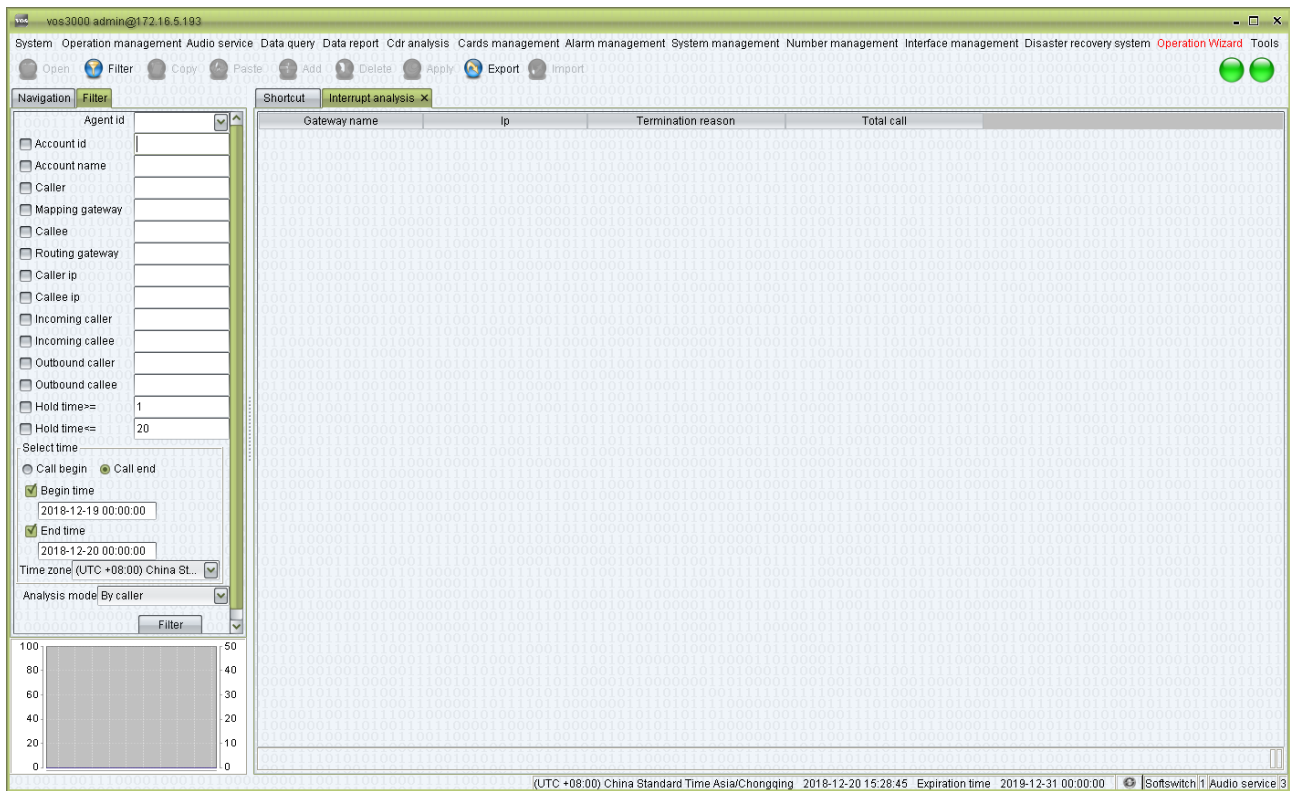 vos vos3000 admin@172.16.5.193
System Operation management Audio service Data query Data report Cdr analysis Cards management Alarm management System management Number management Interface management Disaster recovery system Operation Wizard Tools
Open Filter Copy Paste Add Delete Apply Export Import
Navigation Filter
Shortcut Interrupt analysis
Gateway name Ip Termination reason Total call
Agent id
Account id
Account name
Caller
Mapping gateway
Callee
Routing gateway
Caller ip
Callee ip
Incoming caller
Incoming callee
Outbound caller
Outbound callee
Hold time>= 1
Hold time<= 20
Select time
Call begin Call end
Begin time
2018-12-19 00:00:00
End time
2018-12-20 00:00:00
Time zone (UTC +08:00) China St...
Analysis mode By caller
Filter
100 50
80 40
60 30
40 20
20 10
0 0
(UTC +08:00) China Standard Time Asia/Chongqing 2018-12-20 15:28:45 Expiration time 2019-12-31 00:00:00 Softswitch 1 Audio service 3